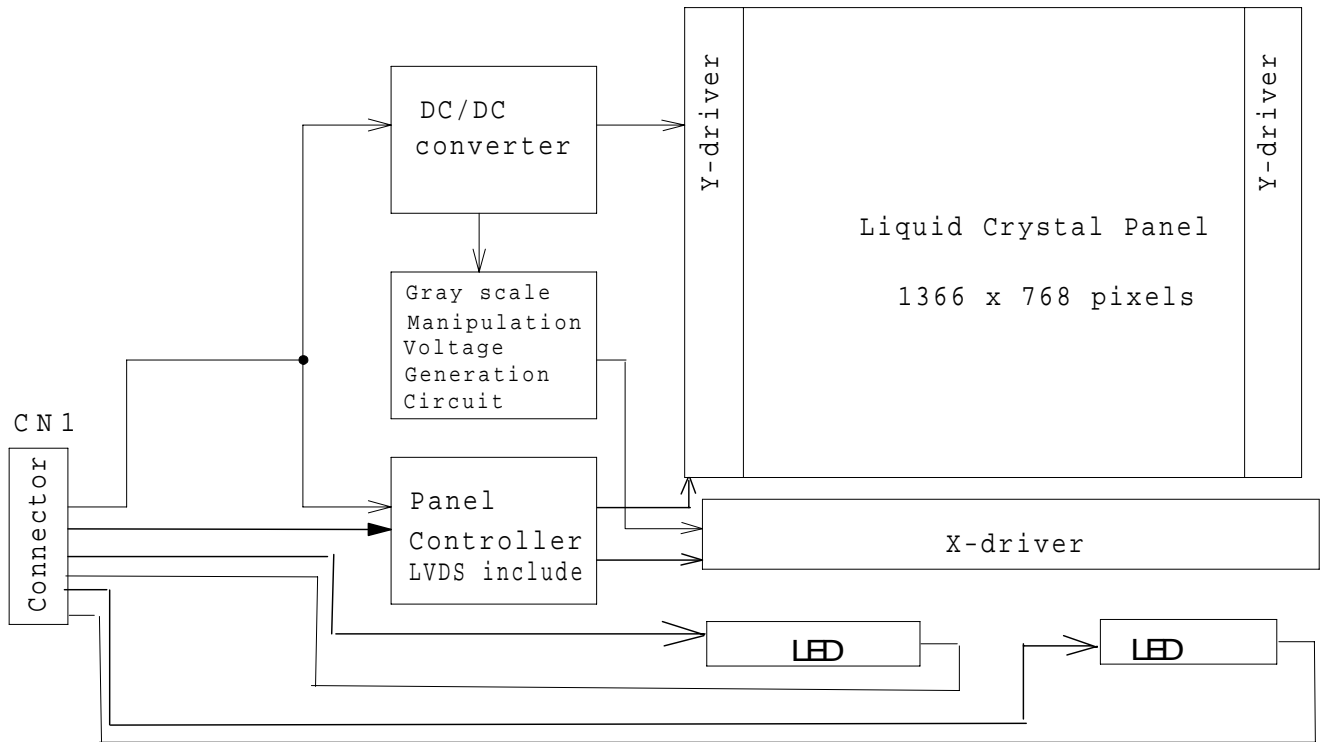 DC/DC
converter
Y-driver
Y-driver
Liquid Crystal Panel
1366 x 768 pixels
Gray scale
Manipulation
Voltage
Generation
Circuit
CN1
Connector
Panel
Controller
LVDS include
X-driver
LED
LED